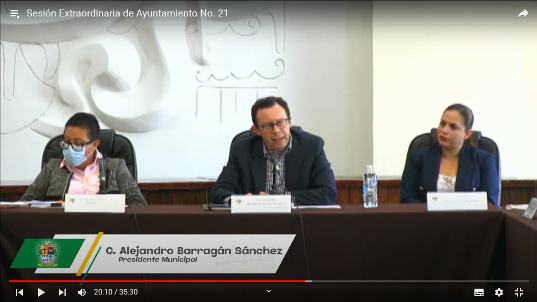 Sesión Extraordinaria de Ayuntamiento No. 21
C. Alejandro Barragán Sánchez
Presidente Municipal
20:10 / 35:30